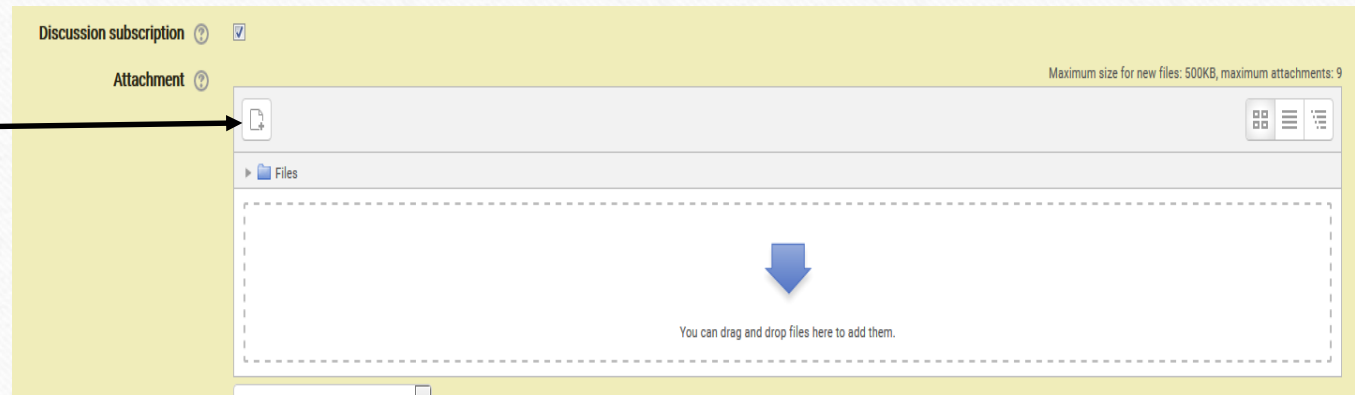 Discussion subscription ?
Attachment ?
Maximum size for new files: 500KB, maximum attachments: 9
Files
You can drag and drop files here to add them.